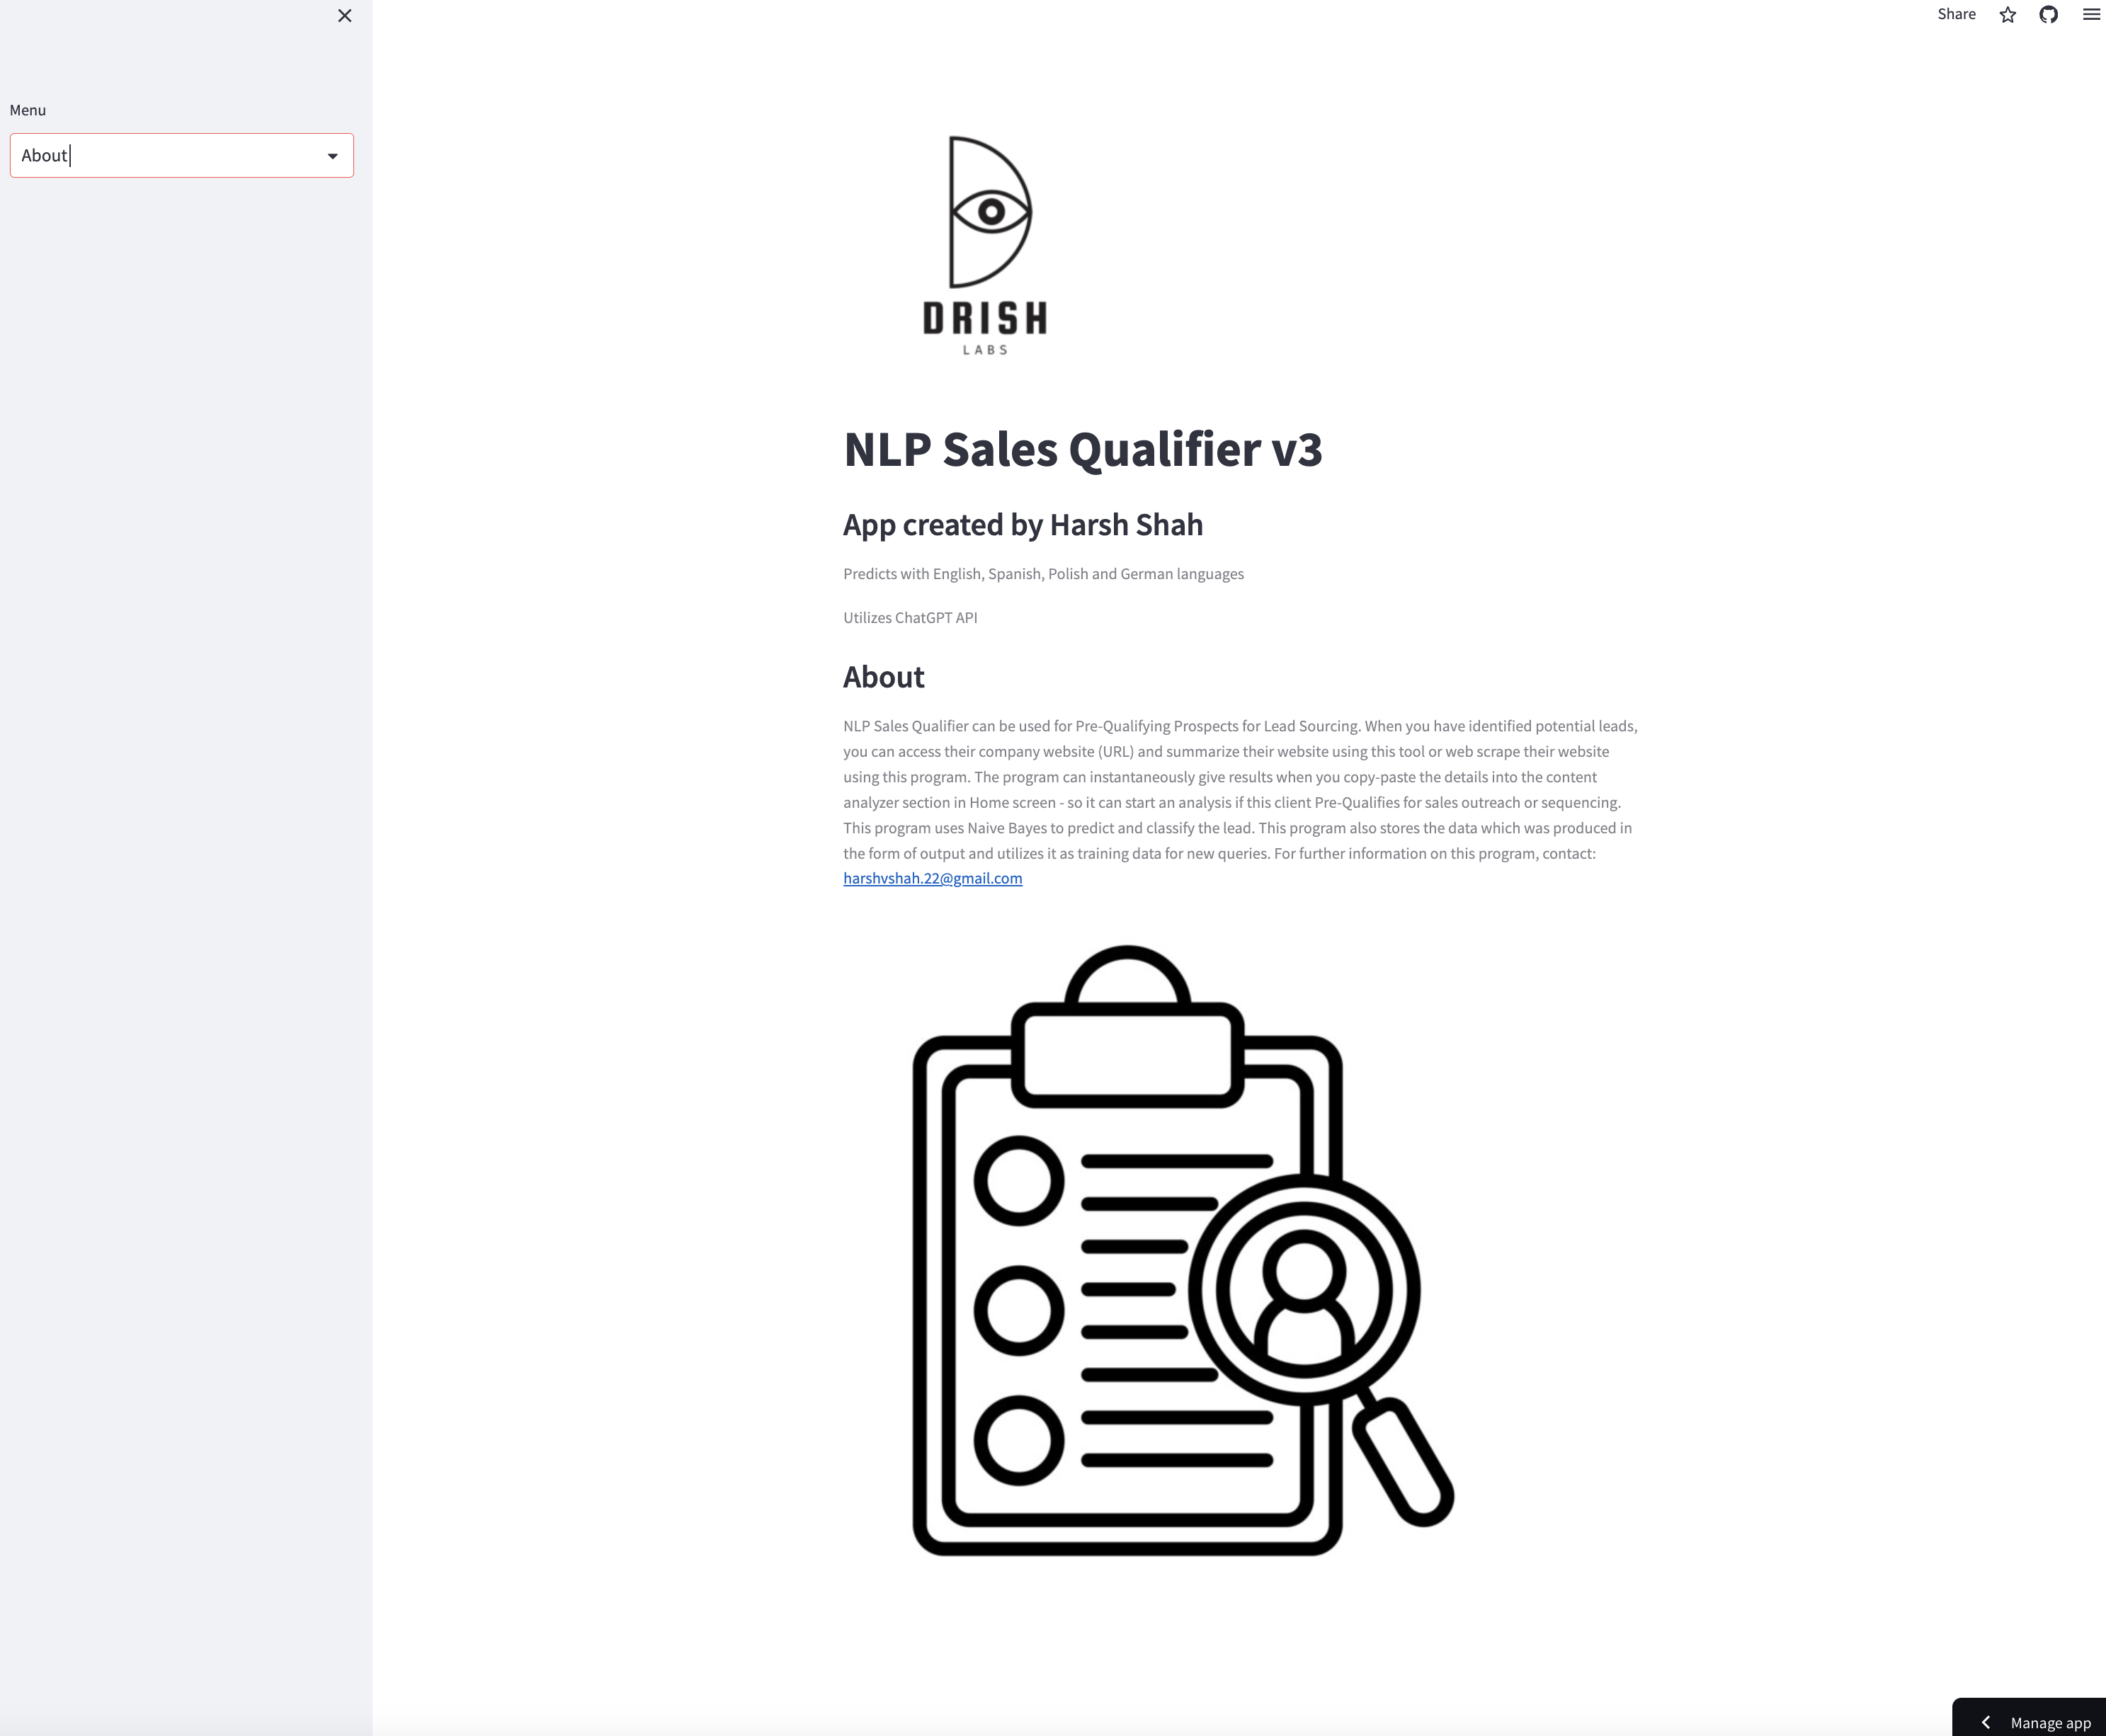 Share
Menu
About
DRISH
LABS
NLP Sales Qualifier v3
App created by Harsh Shah
Predicts with English, Spanish, Polish and German languages
Utilizes ChatGPT API
About
NLP Sales Qualifier can be used for Pre-Qualifying Prospects for Lead Sourcing. When you have identified potential leads,
you can access their company website (URL) and summarize their website using this tool or web scrape their website
using this program. The program can instantaneously give results when you copy-paste the details into the content
analyzer section in Home screen - so it can start an analysis if this client Pre-Qualifies for sales outreach or sequencing.
This program uses Naive Bayes to predict and classify the lead. This program also stores the data which was produced in
the form of output and utilizes it as training data for new queries. For further information on this program, contact:
harshvshah.22@gmail.com
Manage app